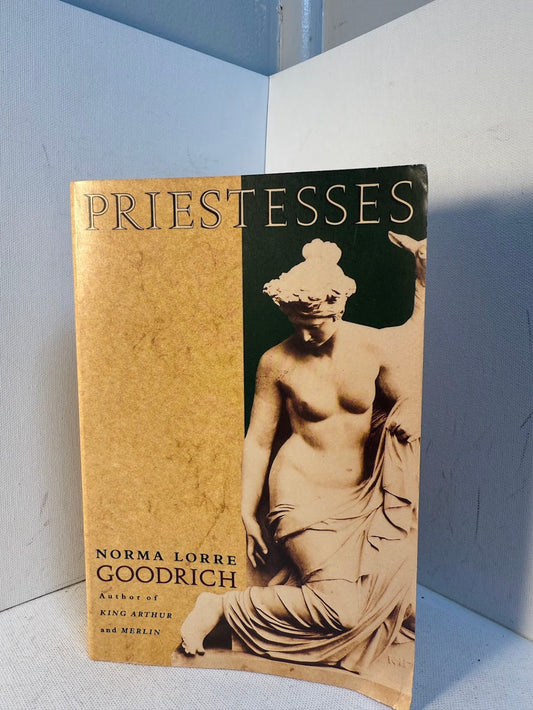 PRIESTESSES
NORMA LORRE
GOODRICH
Author of
KING ARTHUR
and MERLIN